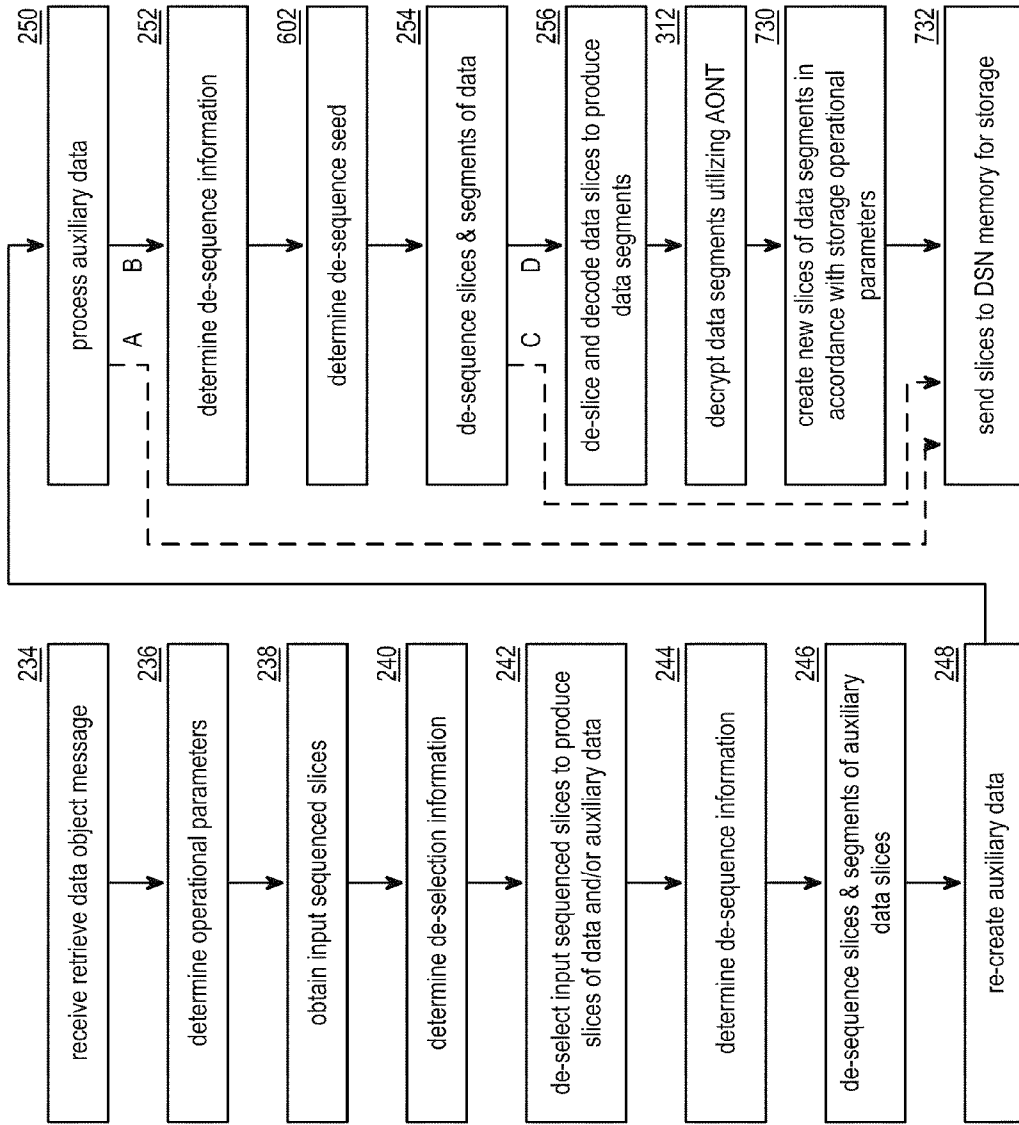 234
receive retrieve data object message
236
determine operational parameters
238
obtain input sequenced slices
240
determine de-selection information
242
de-select input sequenced slices to produce
slices of data and/or auxiliary data
244
determine de-sequence information
246
de-sequence slices & segments of auxiliary
data slices
248
re-create auxiliary data
250
process auxiliary data
A
B
252
determine de-sequence information
602
determine de-sequence seed
254
de-sequence slices & segments of data
C
D
256
de-slice and decode data slices to produce
data segments
312
decrypt data segments utilizing AONT
730
create new slices of data segments in
accordance with storage operational
parameters
732
send slices to DSN memory for storage